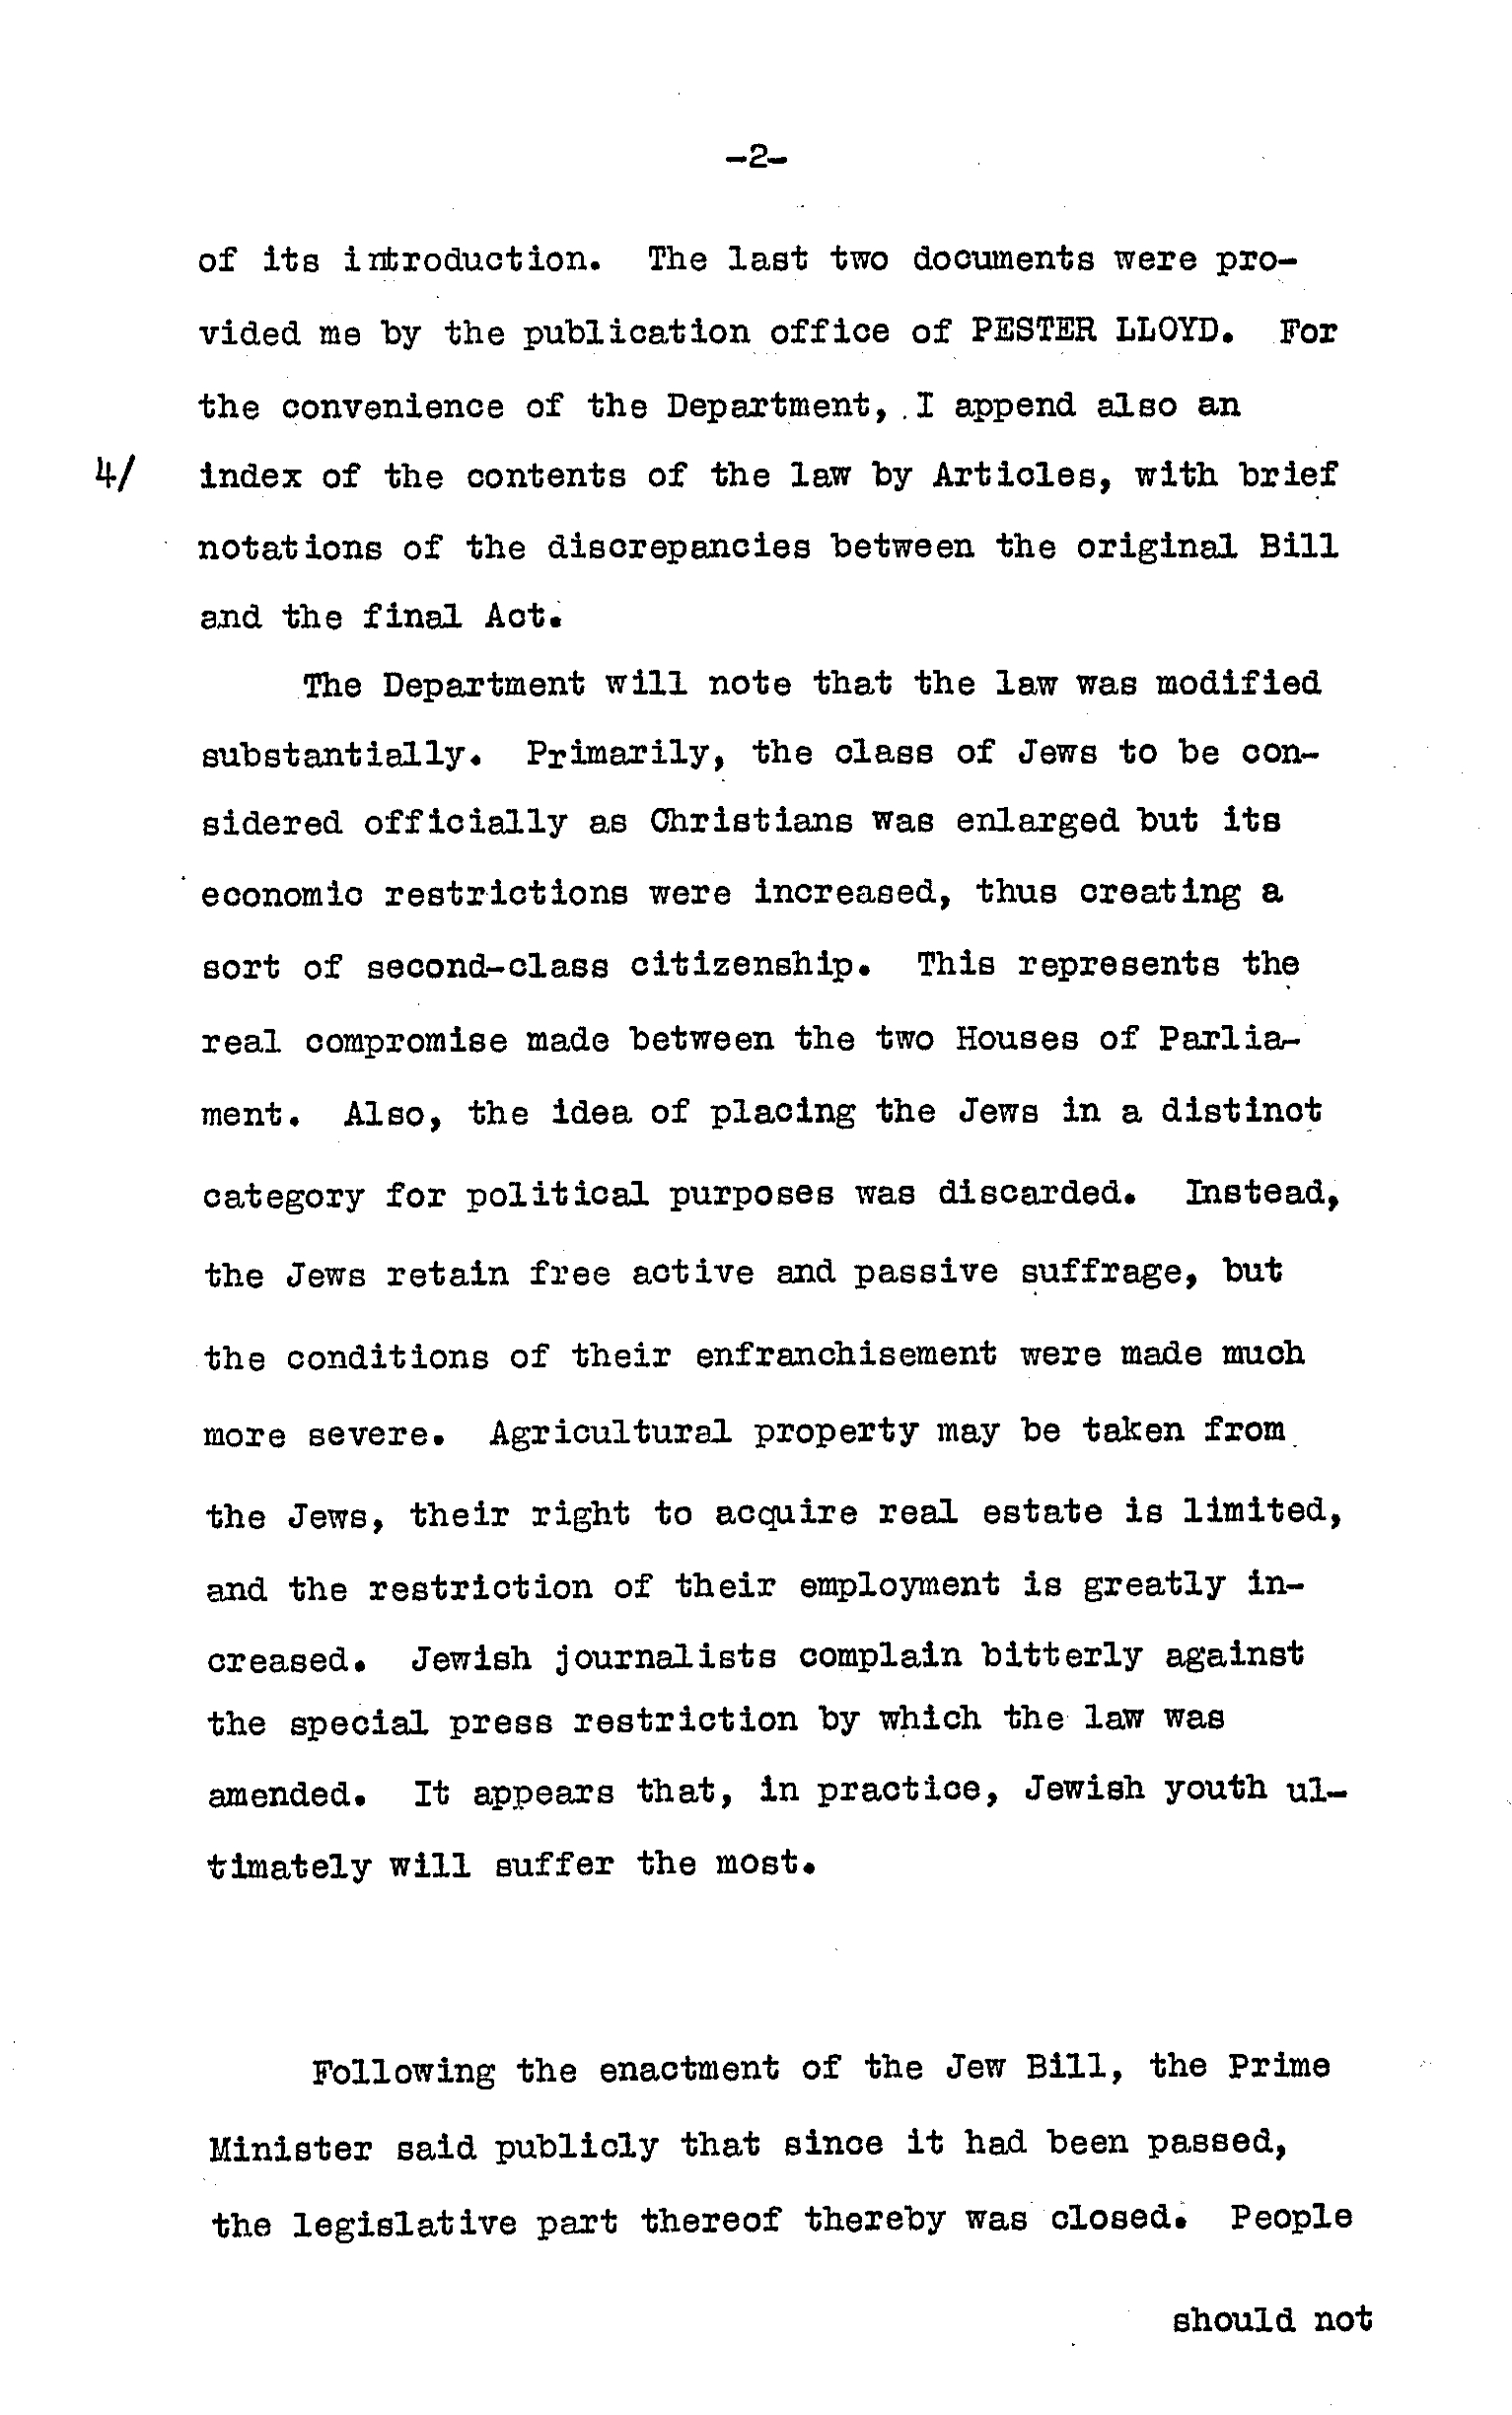 -2-
of its introduction. The last two documents were pro-
vided me by the publication office of PESTER LLOYD. For
the convenience of the Department, I append also an
4/ index of the contents of the law by Articles, with brief
notations of the discrepancies between the original Bill
and the final Act.
The Department will note that the law was modified
substantially. Primarily, the class of Jews to be con-
sidered officially as Christians was enlarged but its
economic restrictions were increased, thus creating a
sort of second-class citizenship. This represents the
real compromise made between the two Houses of Parlia-
ment. Also, the idea of placing the Jews in a distinct
category for political purposes was discarded. Instead,
the Jews retain free active and passive suffrage, but
the conditions of their enfranchisement were made much
more severe. Agricultural property may be taken from
the Jews, their right to acquire real estate is limited,
and the restriction of their employment is greatly in-
creased. Jewish journalists complain bitterly against
the special press restriction by which the law was
amended. It appears that, in practice, Jewish youth ul-
timately will suffer the most.
Following the enactment of the Jew Bill, the Prime
Minister said publicly that since it had been passed,
the legislative part thereof thereby was closed. People
should not